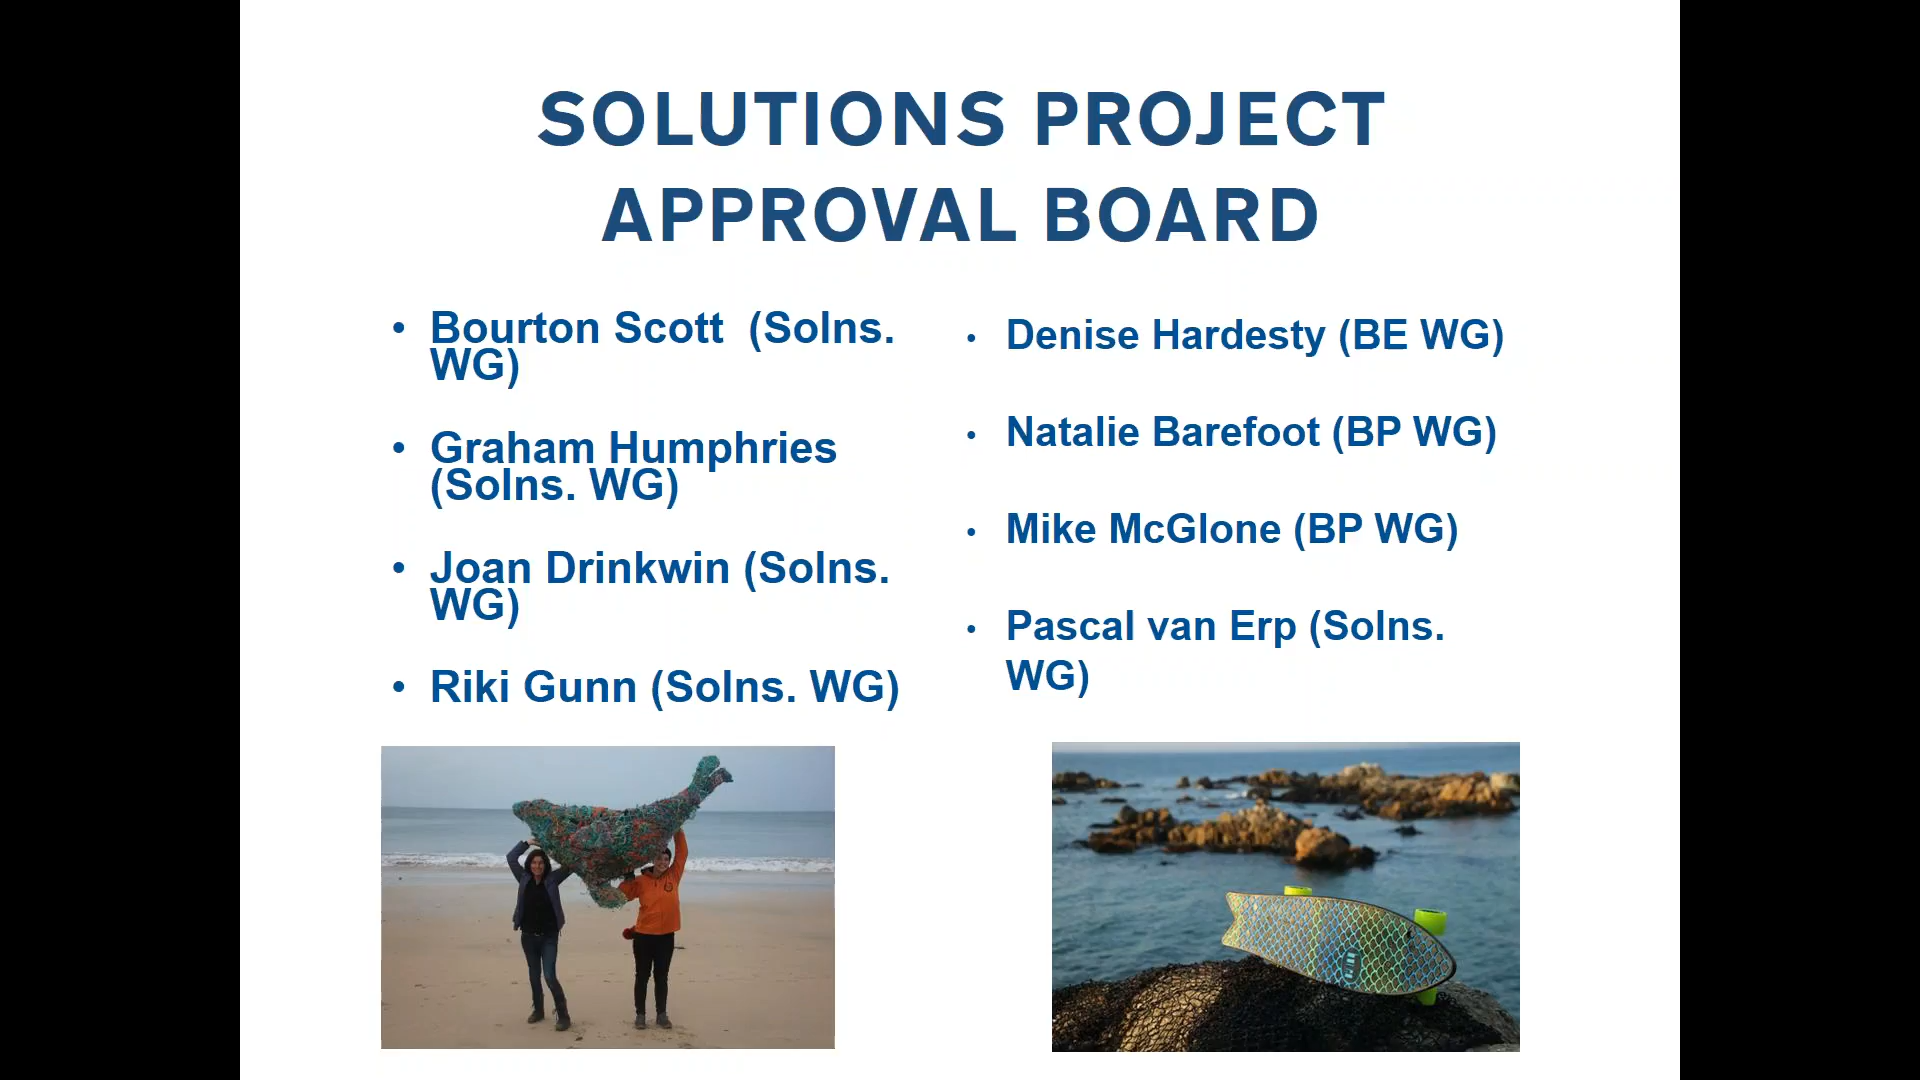 SOLUTIONS PROJECT
APPROVAL BOARD
• Bourton Scott  (Solns.
WG)
• Graham Humphries
(Solns. WG)
• Joan Drinkwin (Solns.
WG)
• Riki Gunn (Solns. WG)
• Denise Hardesty (BE WG)
• Natalie Barefoot (BP WG)
• Mike McGlone (BP WG)
• Pascal van Erp (Solns.
WG)